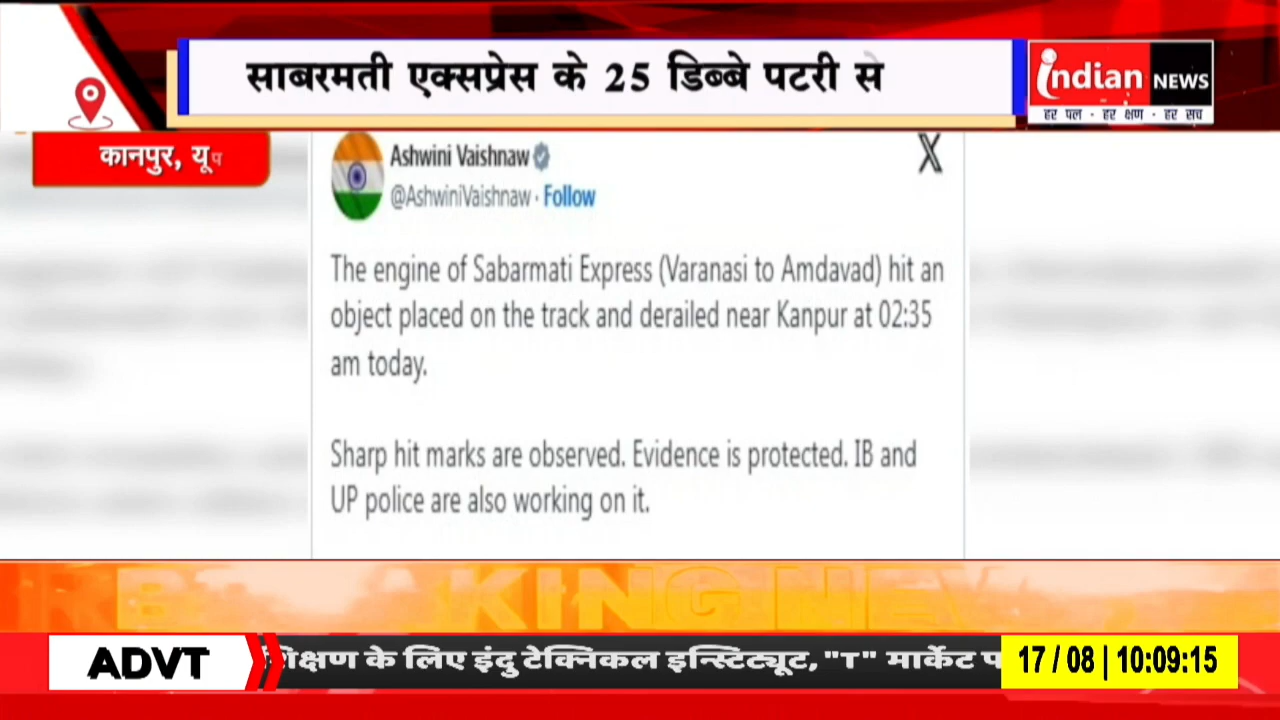 साबरमती एक्सप्रेस के 25 डिब्बे पटरी से
indian NEWS
हर पल - हर क्षण - हर सच
कानपुर, यूप
Ashwini Vaishnaw
X
@AshwiniVaishnaw · Follow
The engine of Sabarmati Express (Varanasi to Amdavad) hit an
object placed on the track and derailed near Kanpur at 02:35
am today.
Sharp hit marks are observed. Evidence is protected. IB and
UP police are also working on it.
BREAKING NEW
ADVT
शिक्षण के लिए इंदु टेक्निकल इन्स्टिट्यूट, "T" मार्केट प
17 / 08 | 10:09:15